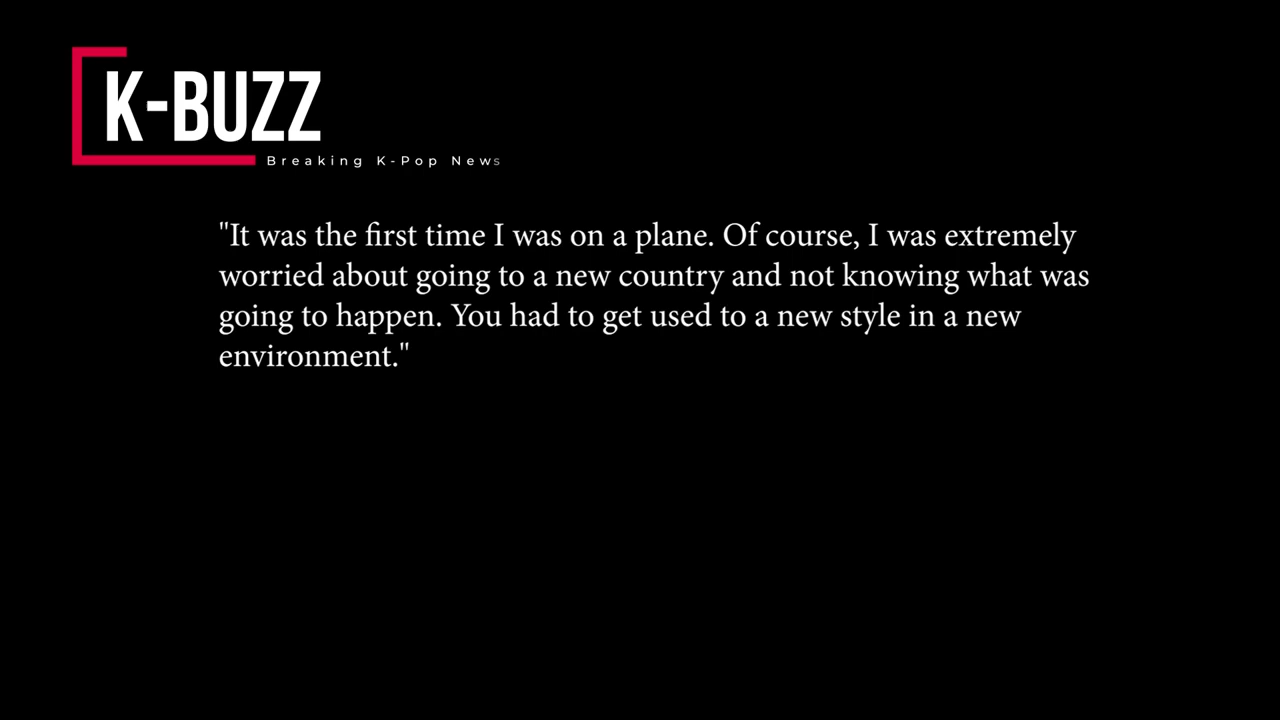 K-BUZZ
Breaking K-Pop News
"It was the first time I was on a plane. Of course, I was extremely
worried about going to a new country and not knowing what was
going to happen. You had to get used to a new style in a new
environment."